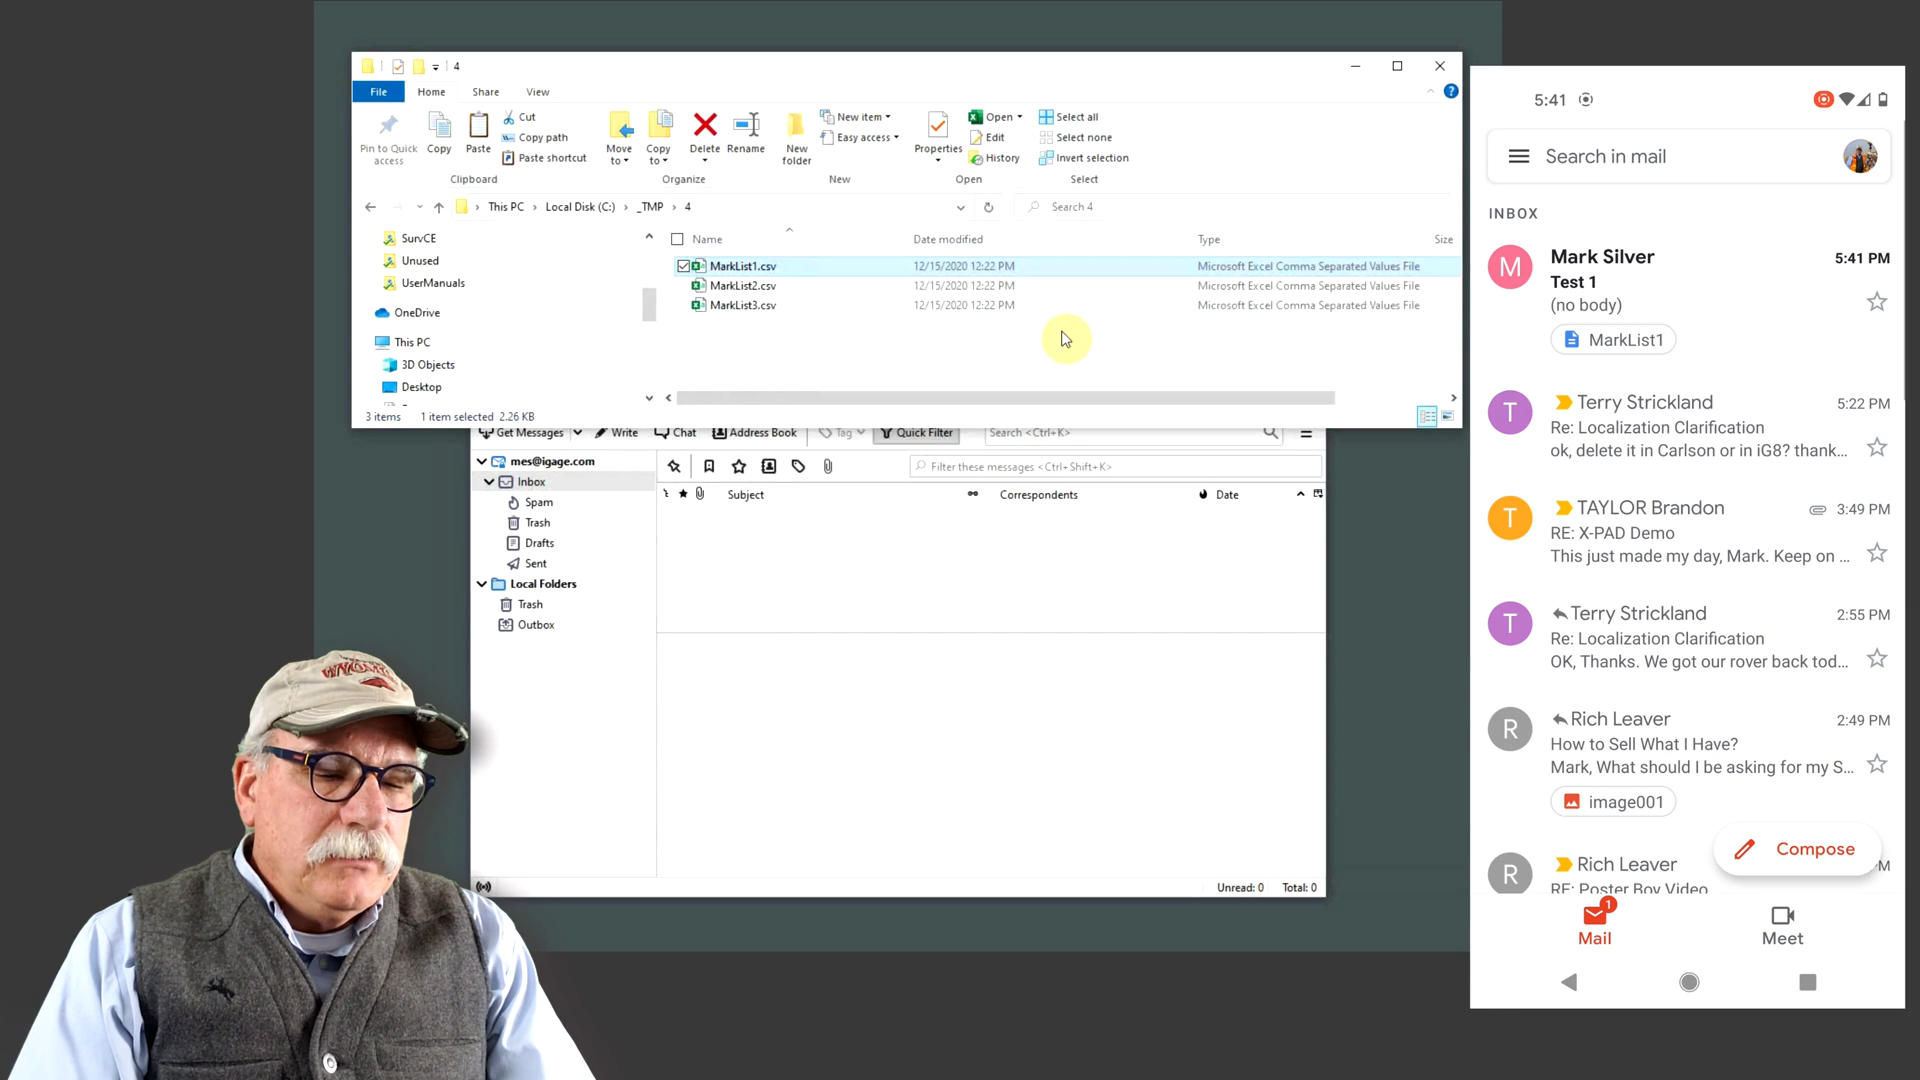 4
File Home Share View
Pin to Quick access
Copy
Paste
Cut
Copy path
Paste shortcut
Clipboard
Move to
Copy to
Delete
Rename
Organize
New folder
New item
Easy access
New
Properties
Open
Edit
History
Open
Select all
Select none
Invert selection
Select
This PC > Local Disk (C:) > _TMP > 4
Search 4
SurvCE
Unused
UserManuals
OneDrive
This PC
3D Objects
Desktop
Name Date modified Type Size
MarkList1.csv 12/15/2020 12:22 PM Microsoft Excel Comma Separated Values File
MarkList2.csv 12/15/2020 12:22 PM Microsoft Excel Comma Separated Values File
MarkList3.csv 12/15/2020 12:22 PM Microsoft Excel Comma Separated Values File
3 items 1 item selected 2.26 KB
Get Messages Write Chat Address Book Tag Quick Filter Search <Ctrl+K>
mes@igage.com
Inbox
Spam
Trash
Drafts
Sent
Local Folders
Trash
Outbox
Filter these messages <Ctrl+Shift+K>
Subject Correspondents Date
Unread: 0 Total: 0
5:41
Search in mail
INBOX
M
Mark Silver 5:41 PM
Test 1
(no body)
MarkList1
T
Terry Strickland 5:22 PM
Re: Localization Clarification
ok, delete it in Carlson or in iG8? thank...
T
TAYLOR Brandon 3:49 PM
RE: X-PAD Demo
This just made my day, Mark. Keep on ...
T
Terry Strickland 2:55 PM
Re: Localization Clarification
OK, Thanks. We got our rover back tod...
R
Rich Leaver 2:49 PM
How to Sell What I Have?
Mark, What should I be asking for my S...
image001
R
Rich Leaver M
RE: Poster Boy Video
Compose
1
Mail
Meet